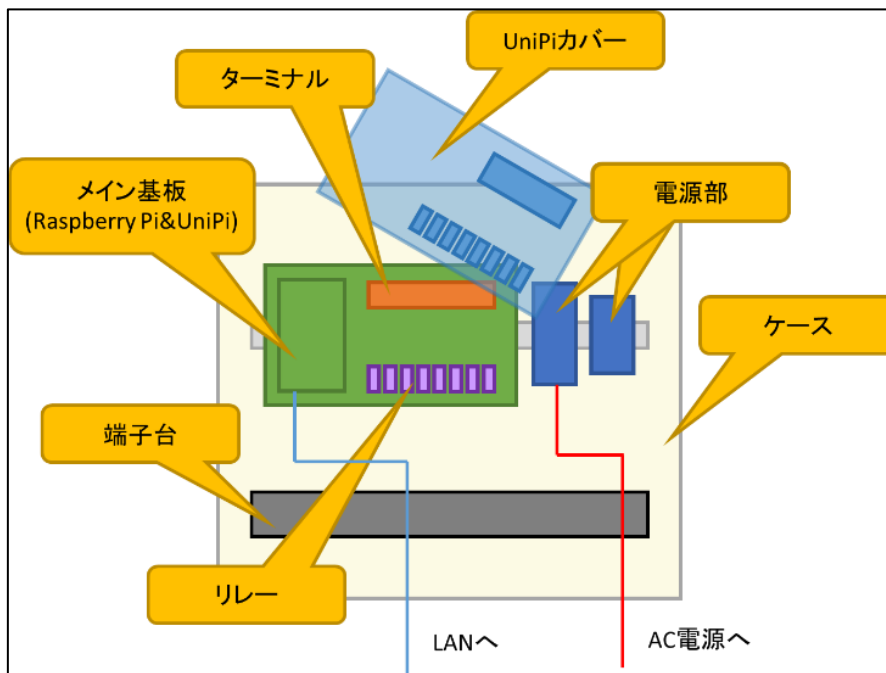 UniPiカバー
ターミナル
メイン基板
(Raspberry Pi&UniPi)
電源部
ケース
端子台
リレー
LANへ
AC電源へ